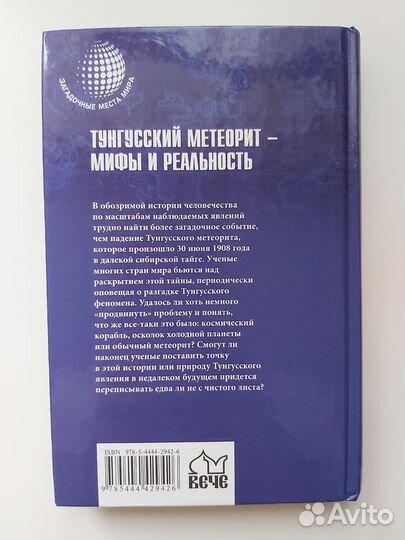 ЗАГАДОЧНЫЕ МЕСТА МИРА
ТУНГУССКИЙ МЕТЕОРИТ –
МИФЫ И РЕАЛЬНОСТЬ
В обозримой истории человечества
по масштабам наблюдаемых явлений
трудно найти более загадочное событие,
чем падение Тунгусского метеорита,
которое произошло 30 июня 1908 года
в далекой сибирской тайге. Ученые
многих стран мира бьются над
раскрытием этой тайны, периодически
оповещая о разгадке Тунгусского
феномена. Удалось ли хоть немного
"продвинуть" проблему и понять,
что же все-таки это было: космический
корабль, осколок холодной планеты
или обычный метеорит? Смогут ли
наконец ученые поставить точку
в этой истории или природу Тунгусского
явления в недалеком будущем придется
переписывать едва ли не с чистого листа?
ISBN 978-5-4444-2942-6
9 785444 429426
ВЕЧЕ
Avito